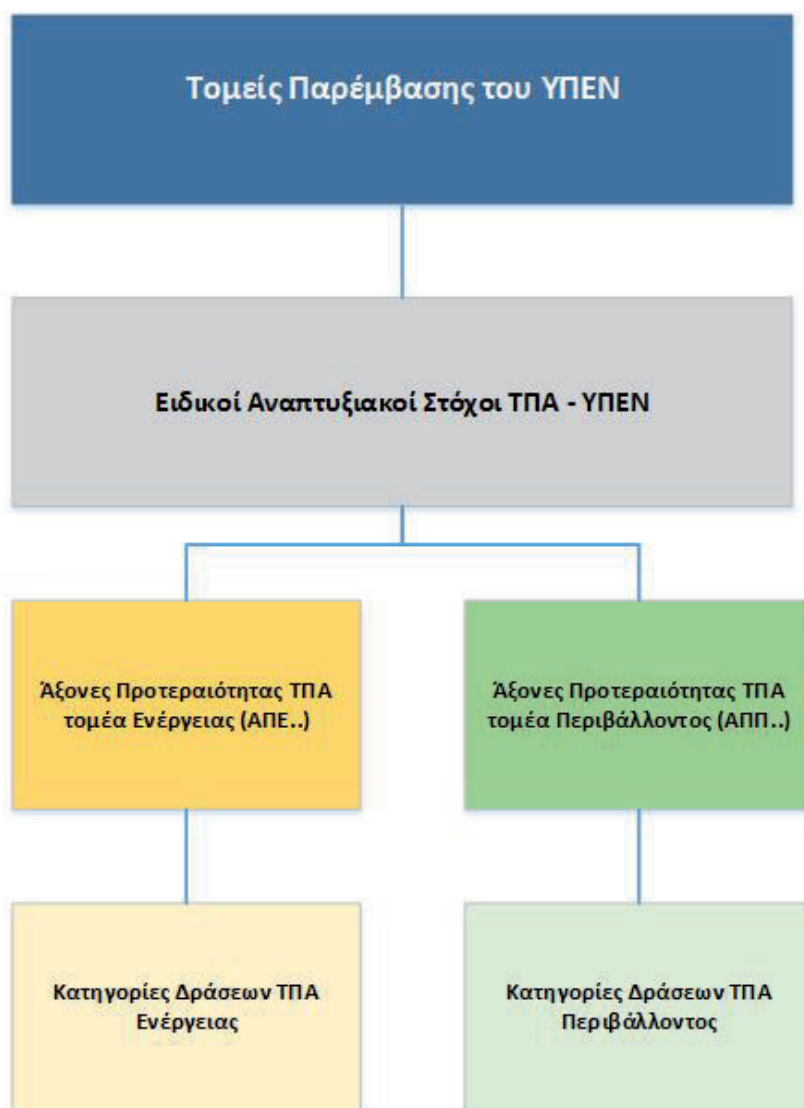 Τομείς Παρέμβασης του ΥΠΕΝ
Ειδικοί Αναπτυξιακοί Στόχοι ΤΠΑ - ΥΠΕΝ
Άξονες Προτεραιότητας ΤΠΑ
τομέα Ενέργειας (ΑΠΕ..)
Άξονες Προτεραιότητας ΤΠΑ
τομέα Περιβάλλοντος (ΑΠΠ..)
Κατηγορίες Δράσεων ΤΠΑ
Ενέργειας
Κατηγορίες Δράσεων ΤΠΑ
Περιβάλλοντος